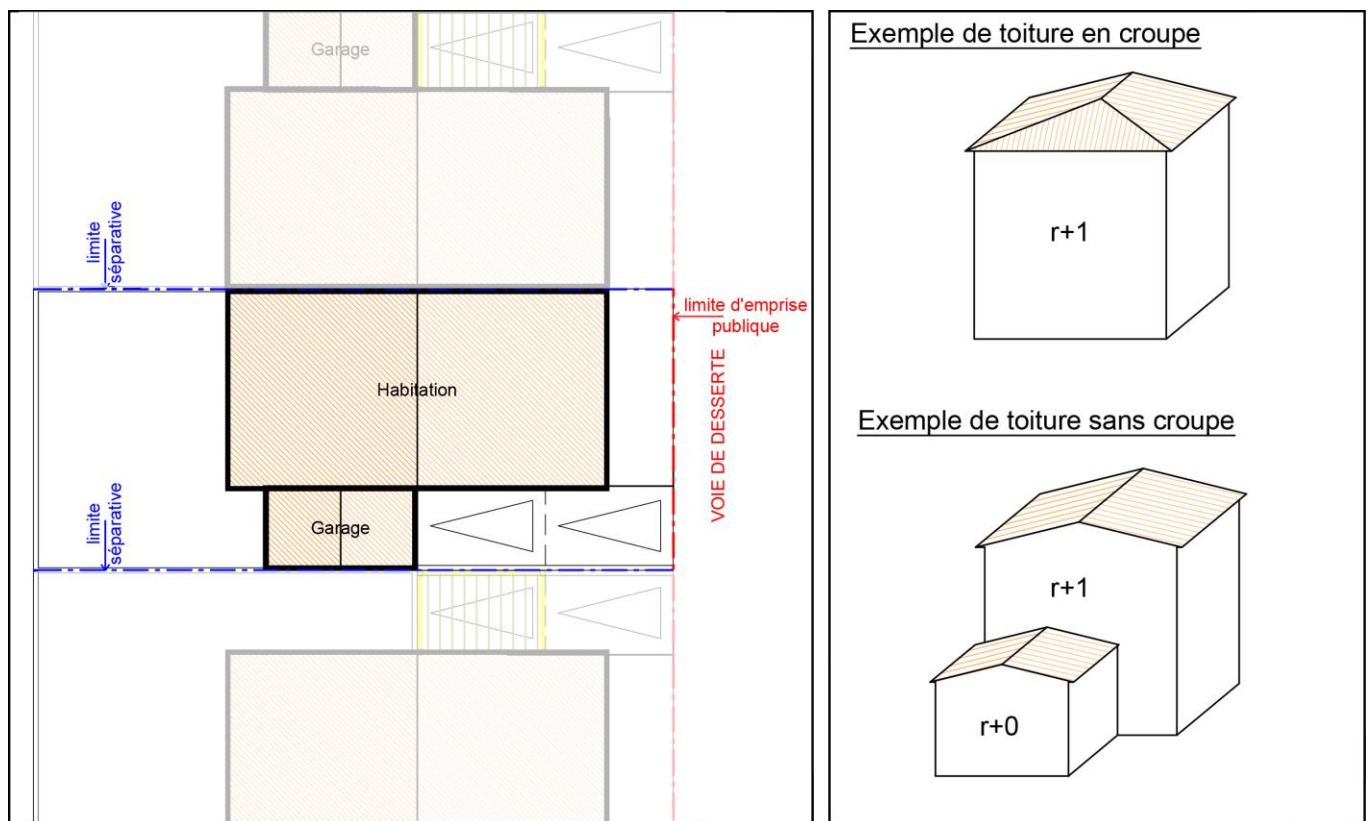 Garage
limite
séparative
limite d'emprise
publique
Habitation
VOIE DE DESSERTE
limite
séparative
Garage
Exemple de toiture en croupe
r+1
Exemple de toiture sans croupe
r+1
r+0